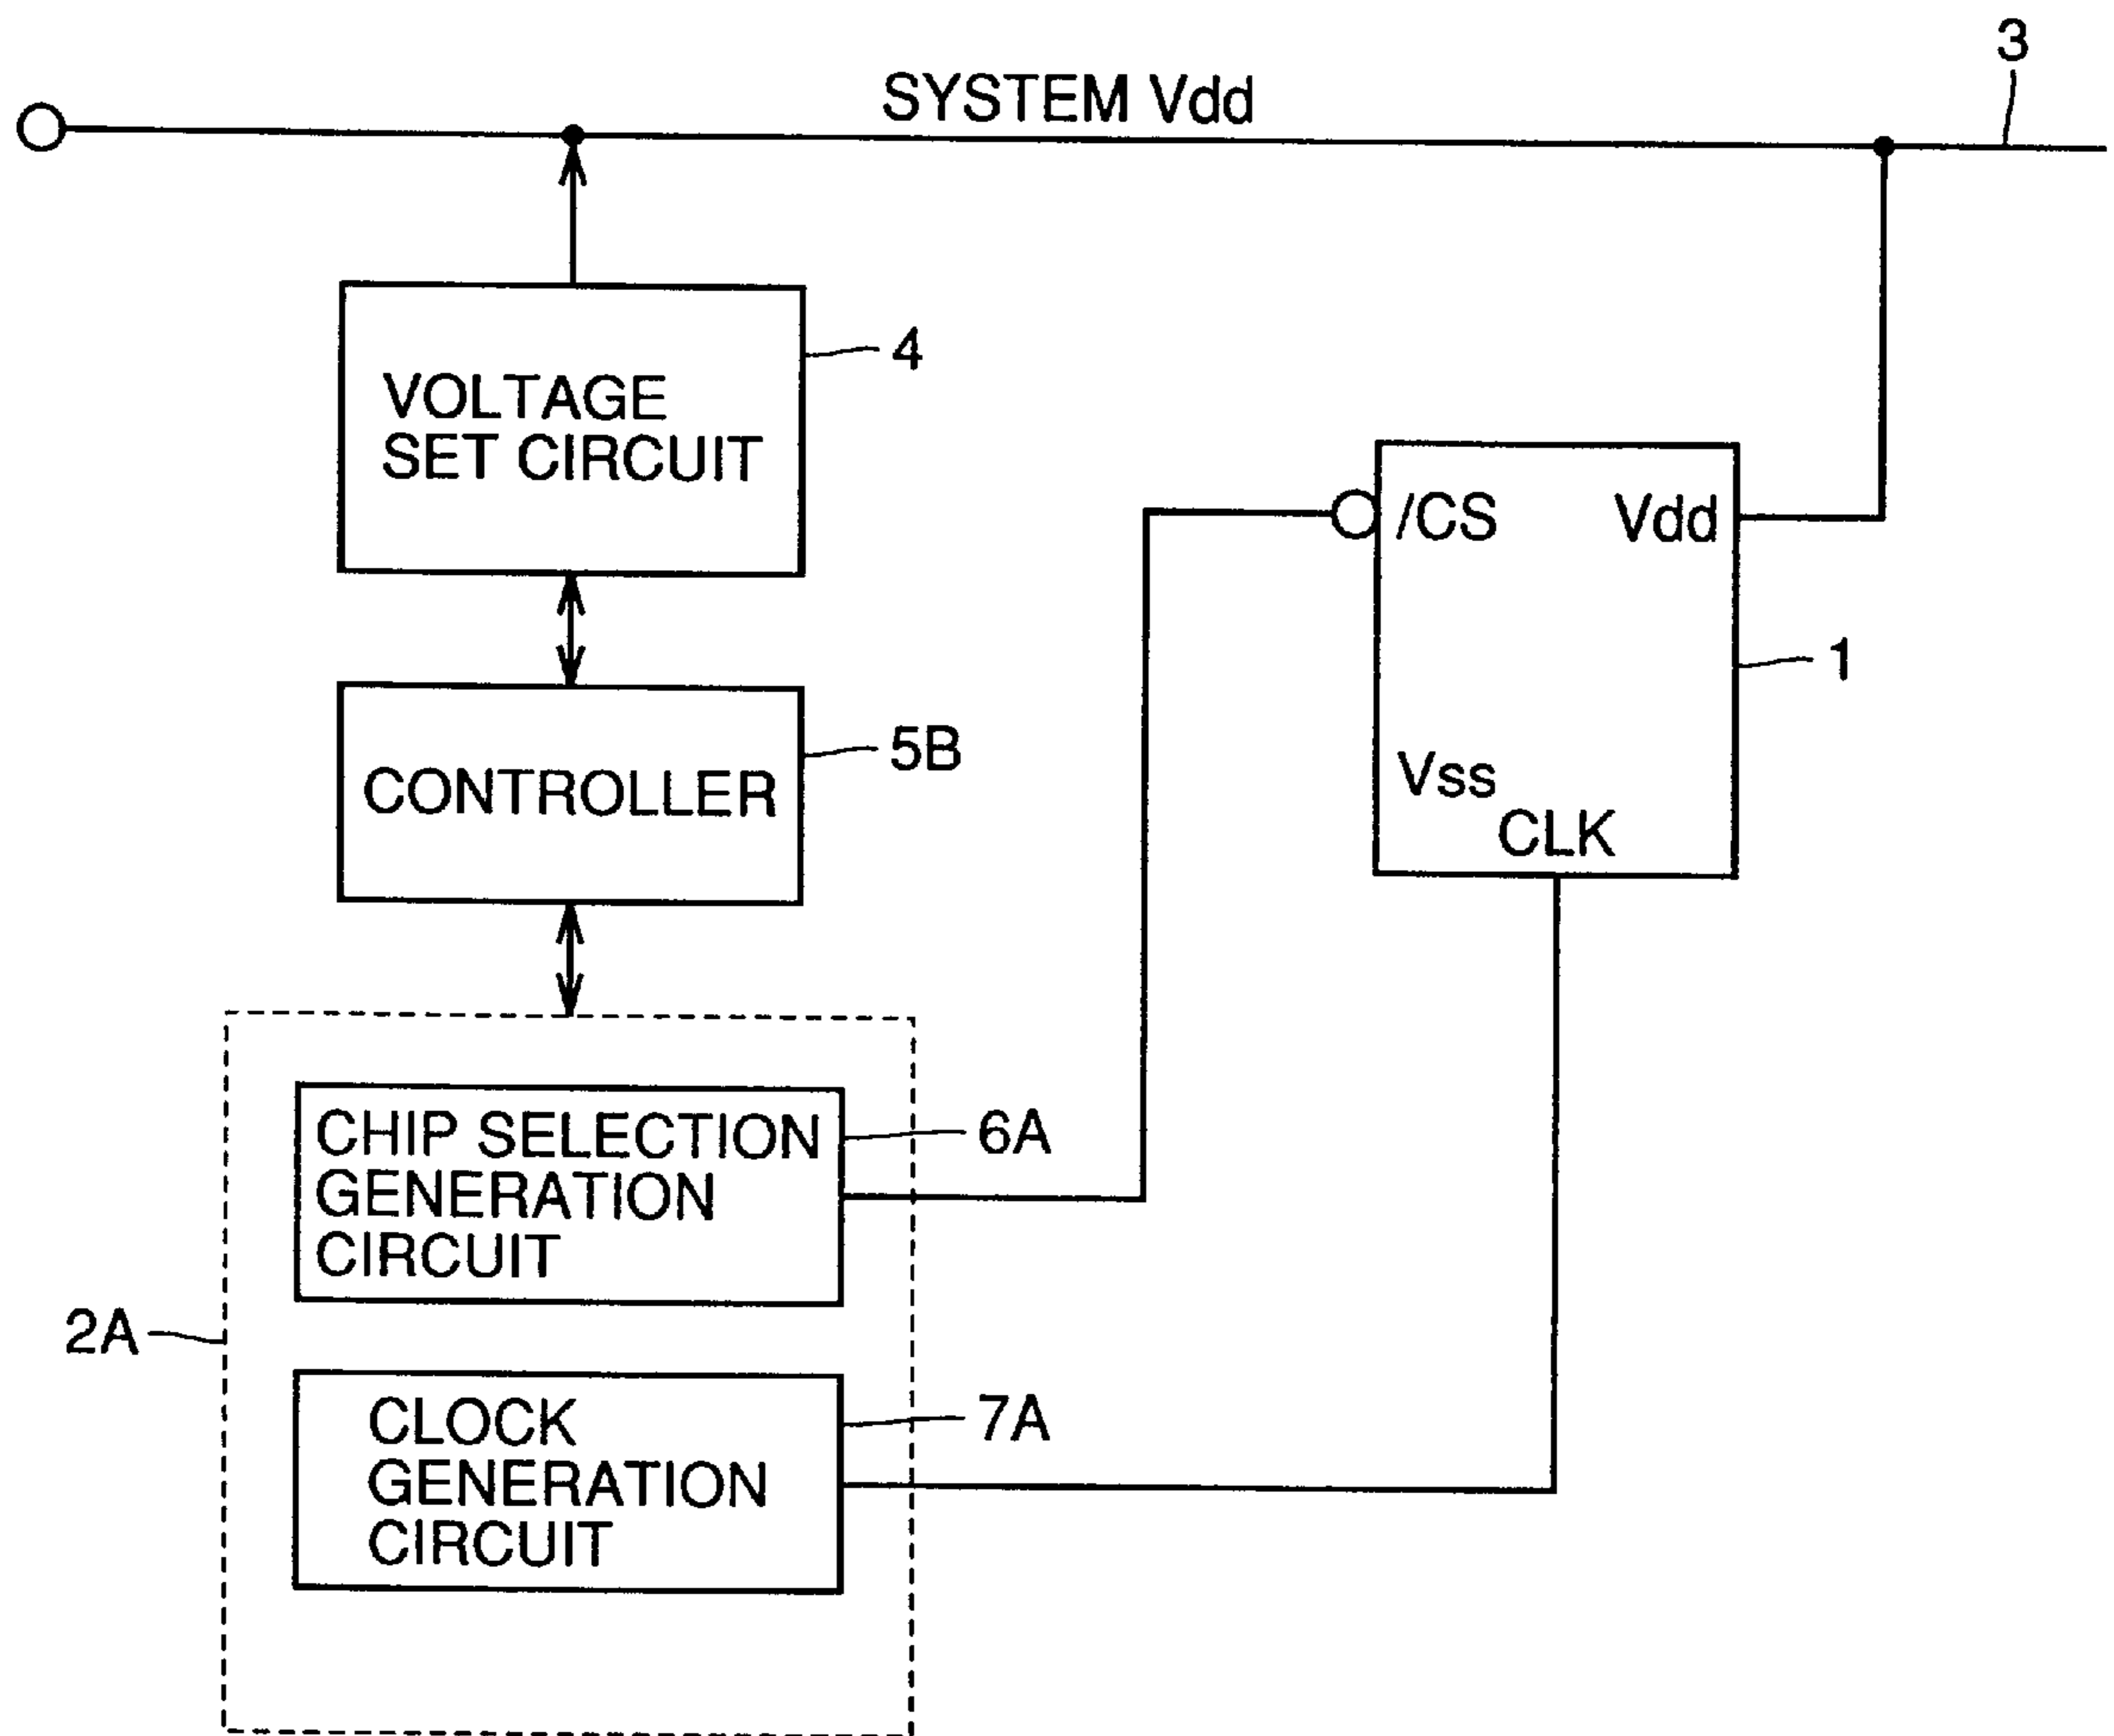 3
SYSTEM Vdd
VOLTAGE
SET CIRCUIT
4
/CS
Vdd
1
Vss
CLK
CONTROLLER
5B
CHIP SELECTION
GENERATION
CIRCUIT
6A
2A
CLOCK
GENERATION
CIRCUIT
7A